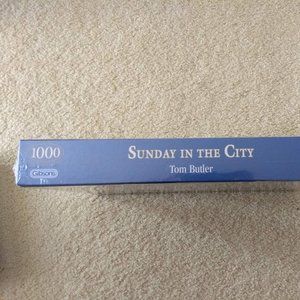 1000
SUNDAY IN THE CITY
Gibsons
Tom Butler